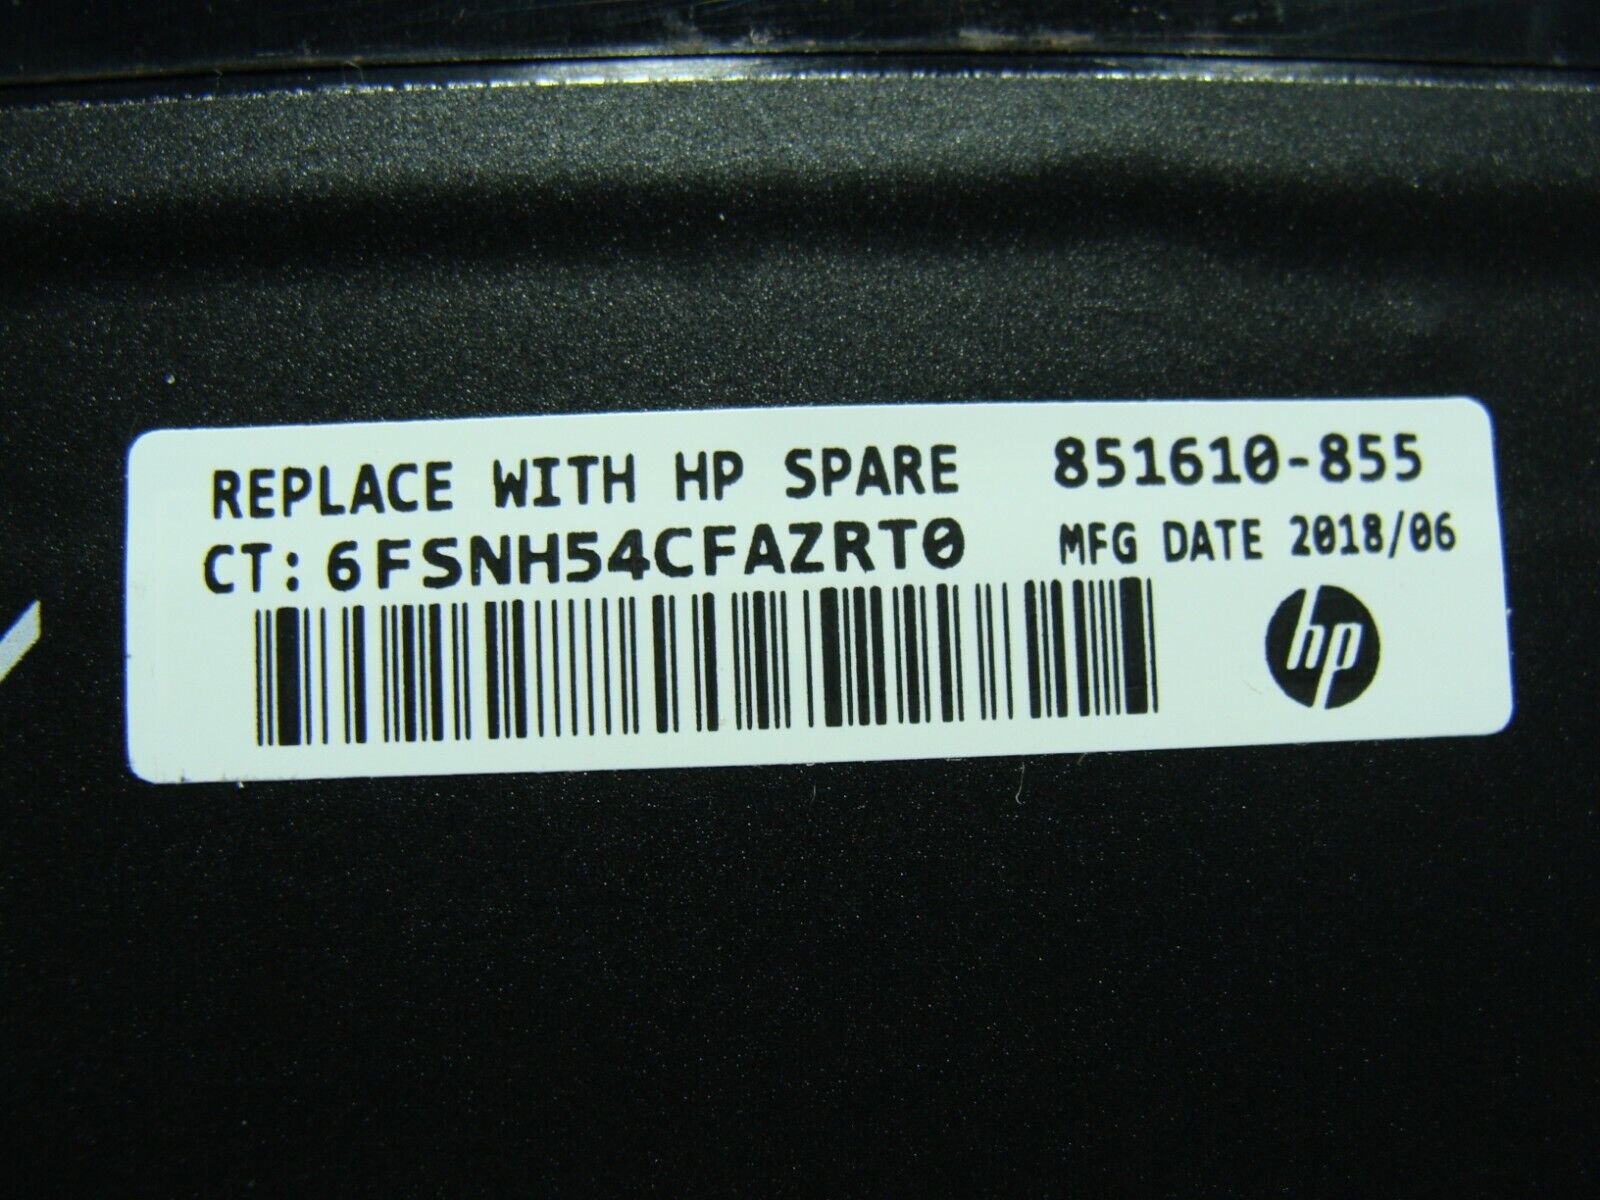 REPLACE WITH HP SPARE 851610-855
CT: 6FSNH54CFAZRT0 MFG DATE 2018/06
hp